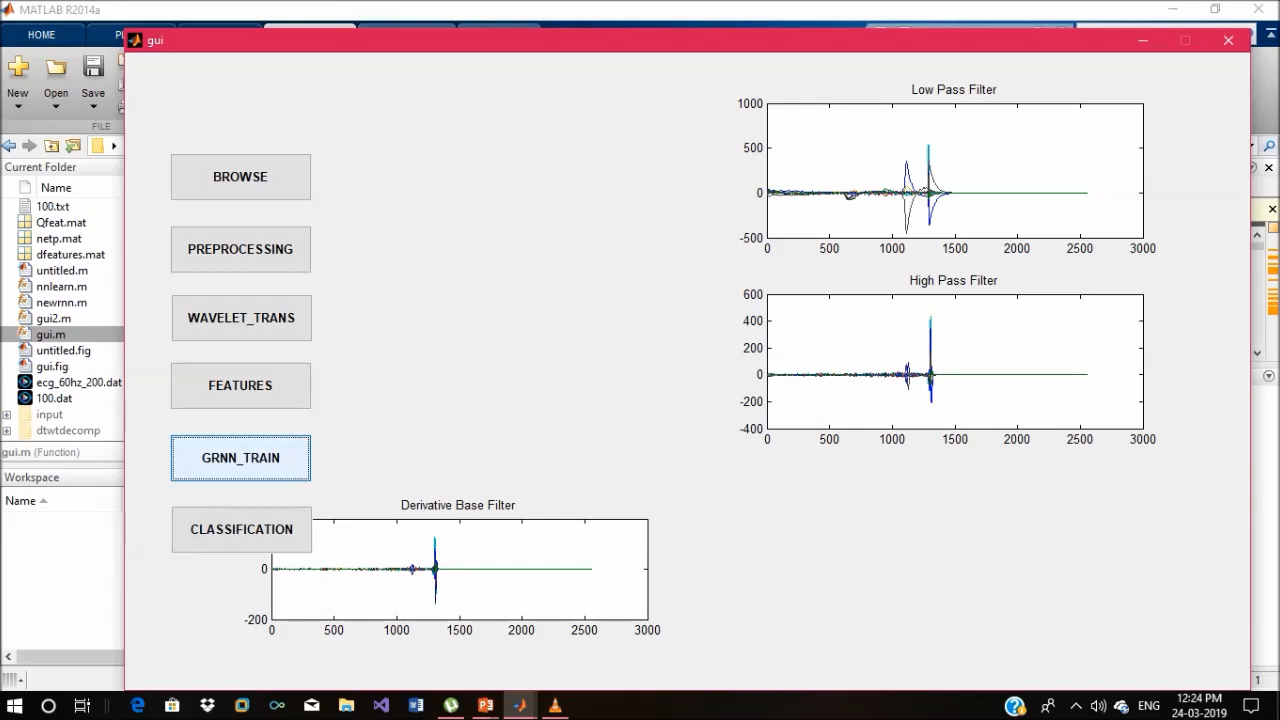 MATLAB R2014a
HOME
gui
New
Open
Save
FILE
Current Folder
Name
100.txt
Qfeat.mat
netp.mat
dfeatures.mat
untitled.m
nnlearn.m
newrnn.m
gui2.m
gui.m
untitled.fig
gui.fig
ecg_60hz_200.dat
100.dat
input
dtwtdecomp
gui.m (Function)
Workspace
Name
BROWSE
PREPROCESSING
WAVELET_TRANS
FEATURES
GRNN_TRAIN
CLASSIFICATION
Low Pass Filter
1000
500
0
-500
0 500 1000 1500 2000 2500 3000
High Pass Filter
600
400
200
0
-200
-400
0 500 1000 1500 2000 2500 3000
Derivative Base Filter
0
-200
0 500 1000 1500 2000 2500 3000
1
ENG
12:24 PM
24-03-2019